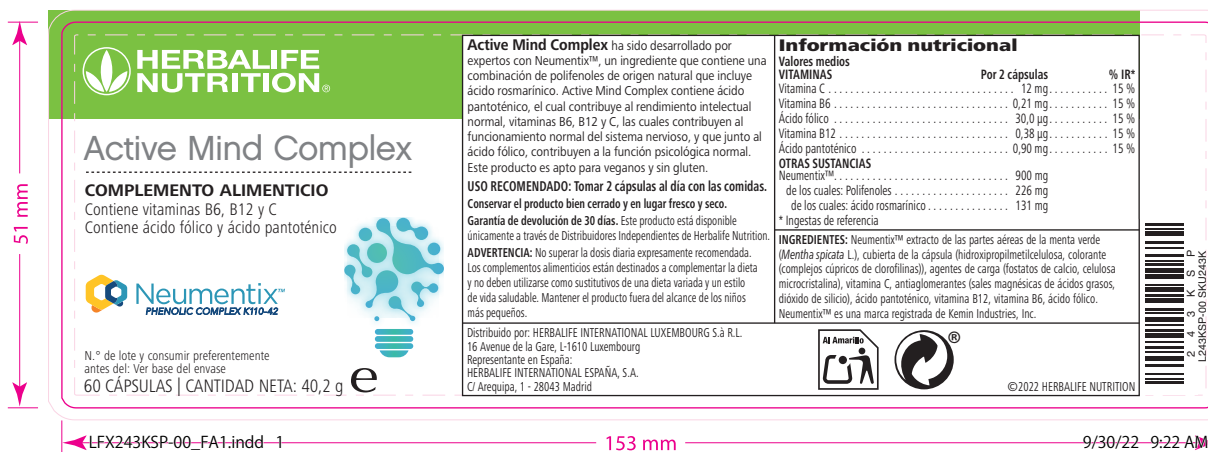 HERBALIFE
NUTRITION®
Active Mind Complex
COMPLEMENTO ALIMENTICIO
Contiene vitaminas B6, B12 y C
Contiene ácido fólico y ácido pantoténico
Neumentix™
PHENOLIC COMPLEX K110-42
N.° de lote y consumir preferentemente
antes del: Ver base del envase
60 CÁPSULAS | CANTIDAD NETA: 40,2 g e
Active Mind Complex ha sido desarrollado por
expertos con Neumentix™, un ingrediente que contiene una
combinación de polifenoles de origen natural que incluye
ácido rosmarínico. Active Mind Complex contiene ácido
pantoténico, el cual contribuye al rendimiento intelectual
normal, vitaminas B6, B12 y C, las cuales contribuyen al
funcionamiento normal del sistema nervioso, y que junto al
ácido fólico, contribuyen a la función psicológica normal.
Este producto es apto para veganos y sin gluten.
USO RECOMENDADO: Tomar 2 cápsulas al día con las comidas.
Conservar el producto bien cerrado y en lugar fresco y seco.
Garantía de devolución de 30 días. Este producto está disponible
únicamente a través de Distribuidores Independientes de Herbalife Nutrition.
ADVERTENCIA: No superar la dosis diaria expresamente recomendada.
Los complementos alimenticios están destinados a complementar la dieta
y no deben utilizarse como sustitutivos de una dieta variada y un estilo
de vida saludable. Mantener el producto fuera del alcance de los niños
más pequeños.
Distribuido por: HERBALIFE INTERNATIONAL LUXEMBOURG S.à R.L.
16 Avenue de la Gare, L-1610 Luxembourg
Representante en España:
HERBALIFE INTERNATIONAL ESPAÑA, S.A.
C/ Arequipa, 1 - 28043 Madrid
Información nutricional
Valores medios
VITAMINAS Por 2 cápsulas % IR*
Vitamina C 12 mg 15 %
Vitamina B6 0,21 mg 15 %
Ácido fólico 30,0 µg 15 %
Vitamina B12 0,38 µg 15 %
Ácido pantoténico 0,90 mg 15 %
OTRAS SUSTANCIAS
Neumentix™ 900 mg
de los cuales: Polifenoles 226 mg
de los cuales: ácido rosmarínico 131 mg
* Ingestas de referencia
INGREDIENTES: Neumentix™ extracto de las partes aéreas de la menta verde
(Mentha spicata L.), cubierta de la cápsula (hidroxipropilmetilcelulosa, colorante
(complejos cúpricos de clorofilinas)), agentes de carga (fostatos de calcio, celulosa
microcristalina), vitamina C, antiaglomerantes (sales magnésicas de ácidos grasos,
dióxido de silicio), ácido pantoténico, vitamina B12, vitamina B6, ácido fólico.
Neumentix™ es una marca registrada de Kemin Industries, Inc.
Al Amarillo
®
©2022 HERBALIFE NUTRITION
2 4 3 K S P
L243KSP-00 SKU243K
51 mm
153 mm
LFX243KSP-00_FA1.indd 1
9/30/22 9:22 AM